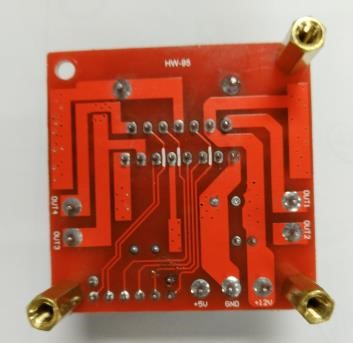 HW-95
OUT4
OUT3
OUT1
OUT2
+5V
GND
+12V